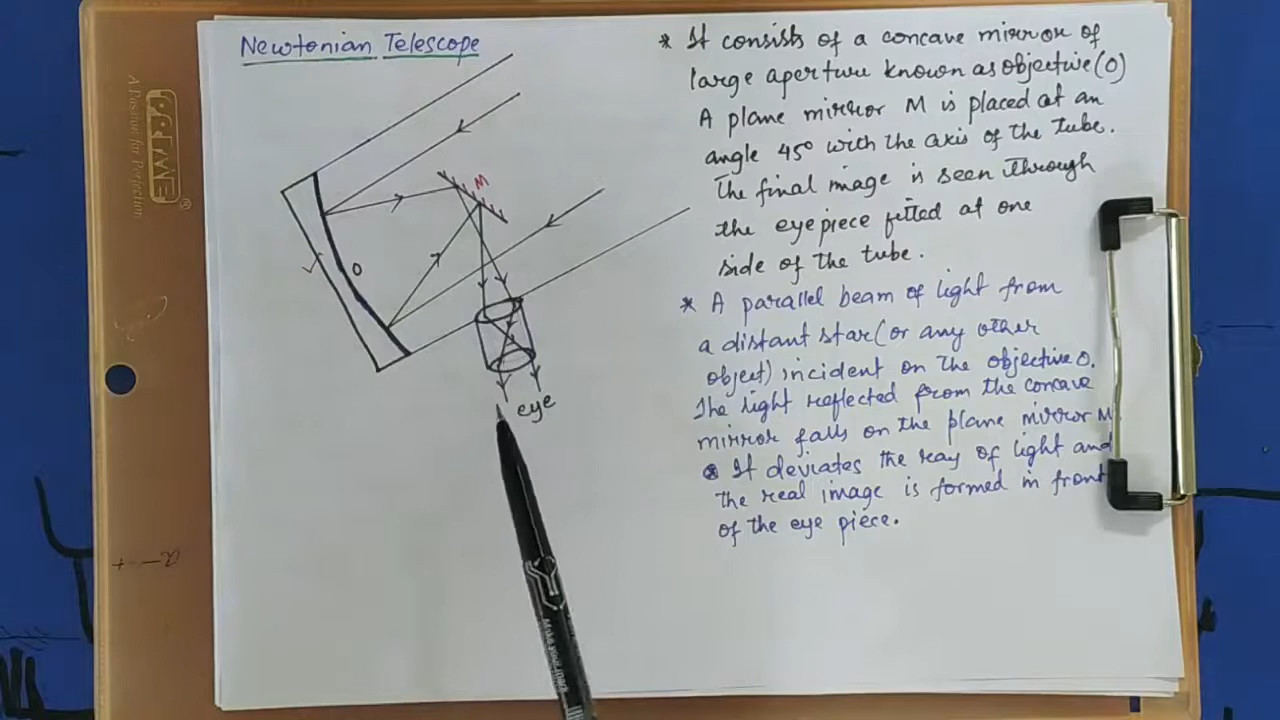 Newtonian Telescope
M
O
eye
* It consists of a concave mirror of
large aperture known as objective (O)
A plane mirror M is placed at an
angle 45° with the axis of the tube.
The final image is seen through
the eyepiece fitted at one
side of the tube.
* A parallel beam of light from
a distant star (or any other
object) incident on the objective O.
The light reflected from the concave
mirror falls on the plane mirror M
It deviates the ray of light and
the real image is formed in front
of the eye piece.
A Passion for Perfection